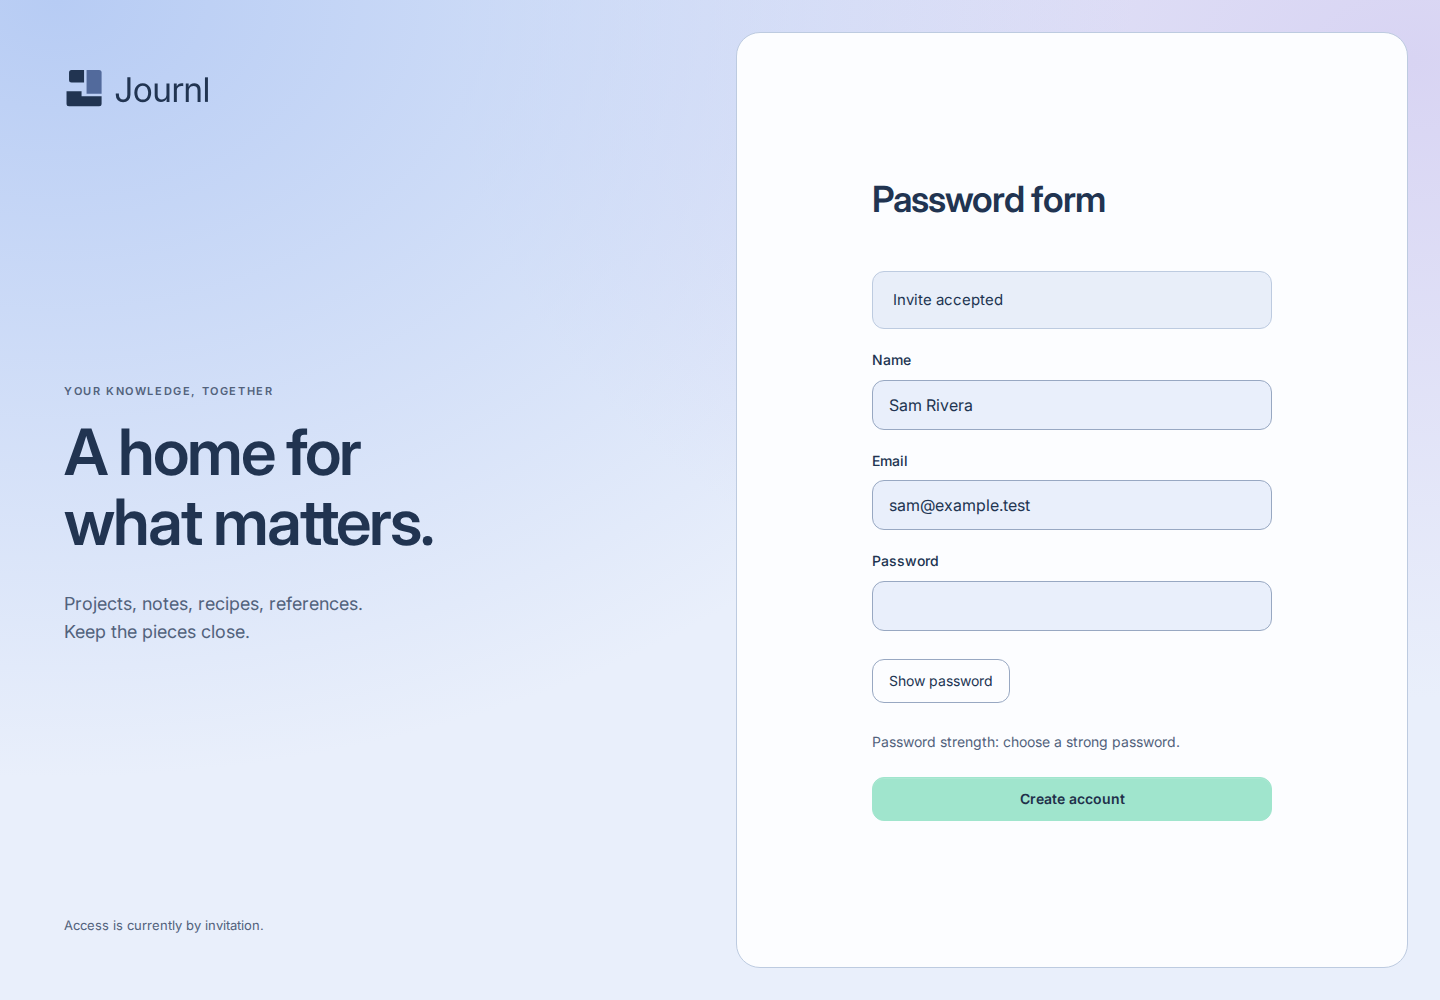 Journl
YOUR KNOWLEDGE, TOGETHER
A home for
what matters.
Projects, notes, recipes, references.
Keep the pieces close.
Access is currently by invitation.
Password form
Invite accepted
Name
Sam Rivera
Email
sam@example.test
Password
Show password
Password strength: choose a strong password.
Create account